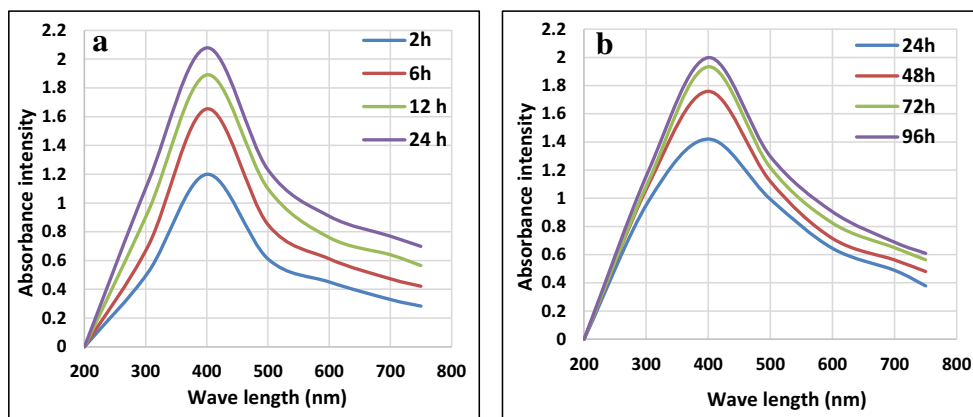 a
2.2
2
1.8
1.6
1.4
1.2
1
0.8
0.6
0.4
0.2
0
Absorbance intensity
2h
6h
12 h
24 h
200 300 400 500 600 700 800
Wave length (nm)
b
2.2
2
1.8
1.6
1.4
1.2
1
0.8
0.6
0.4
0.2
0
Absorbance intensity
24h
48h
72h
96h
200 300 400 500 600 700 800
Wave length (nm)